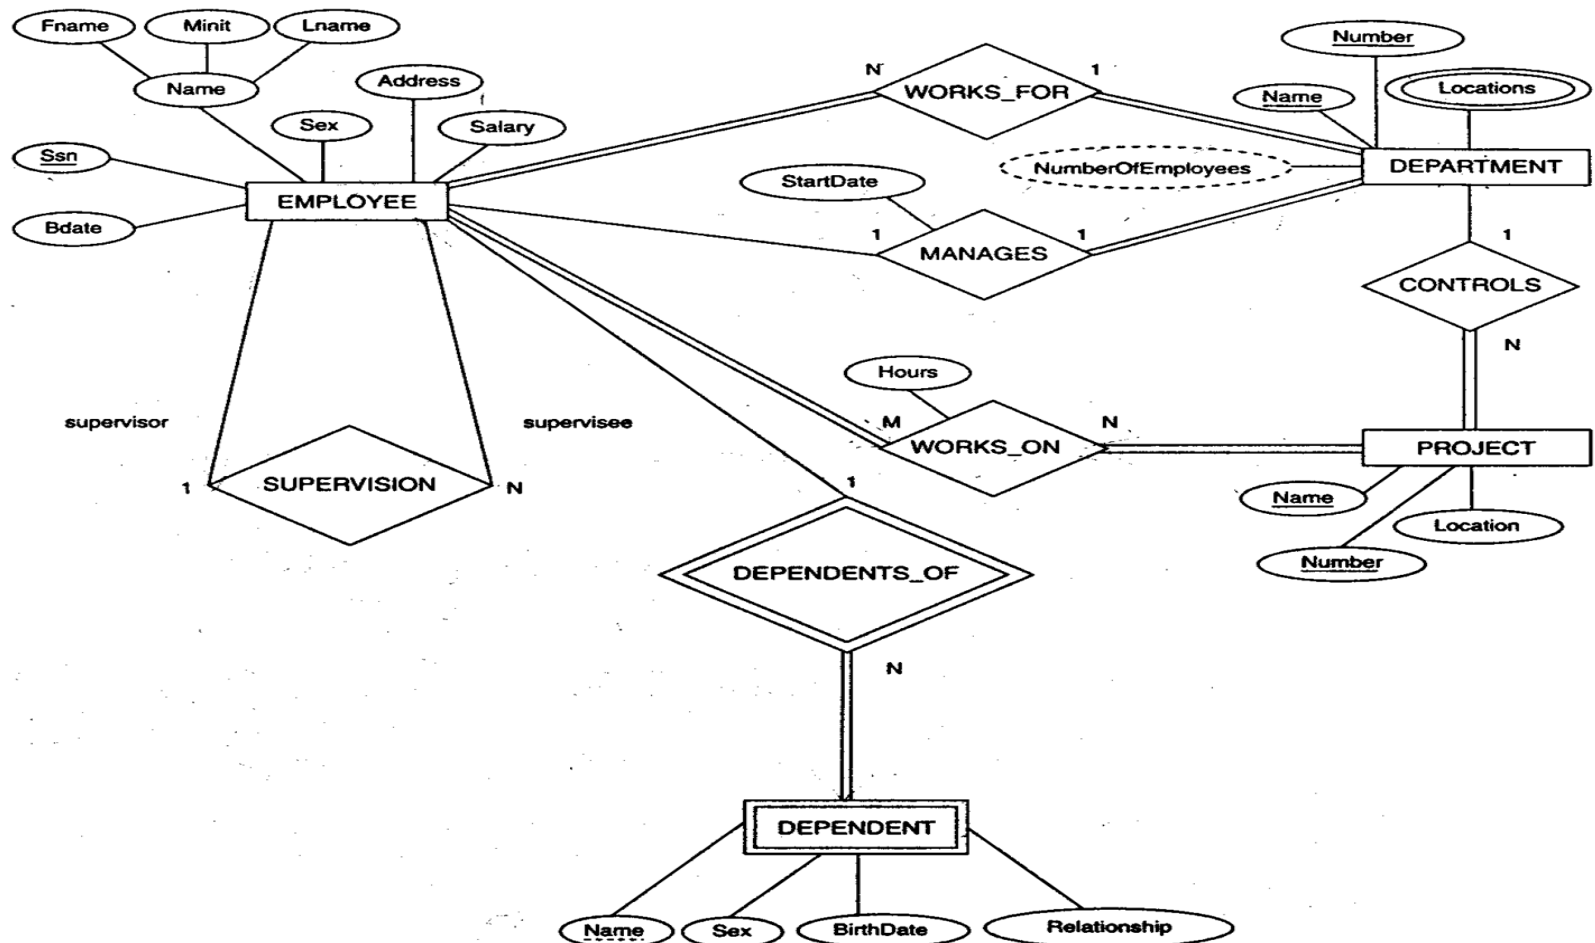 Fname
Minit
Lname
Name
Address
Sex
Salary
Ssn
Bdate
EMPLOYEE
N
WORKS_FOR
1
Number
Name
Locations
NumberOfEmployees
DEPARTMENT
StartDate
1
MANAGES
1
1
CONTROLS
N
supervisor
supervisee
1
SUPERVISION
N
Hours
M
WORKS_ON
N
PROJECT
Name
Location
Number
1
DEPENDENTS_OF
N
DEPENDENT
Name
Sex
BirthDate
Relationship